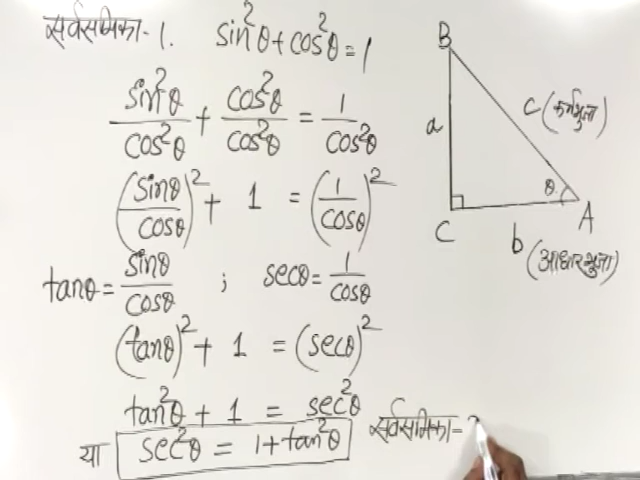 सर्वसमिका-1. sin²θ+cos²θ=1
sin²θ/cos²θ + cos²θ/cos²θ = 1/cos²θ
(sinθ/cosθ)² + 1 = (1/cosθ)²
tanθ = sinθ/cosθ ; secθ = 1/cosθ
(tanθ)² + 1 = (secθ)²
tan²θ + 1 = sec²θ
या sec²θ = 1+tan²θ सर्वसमिका-
B
a
c (कर्णभुजा)
θ
C
A
b
(आधारभुजा)